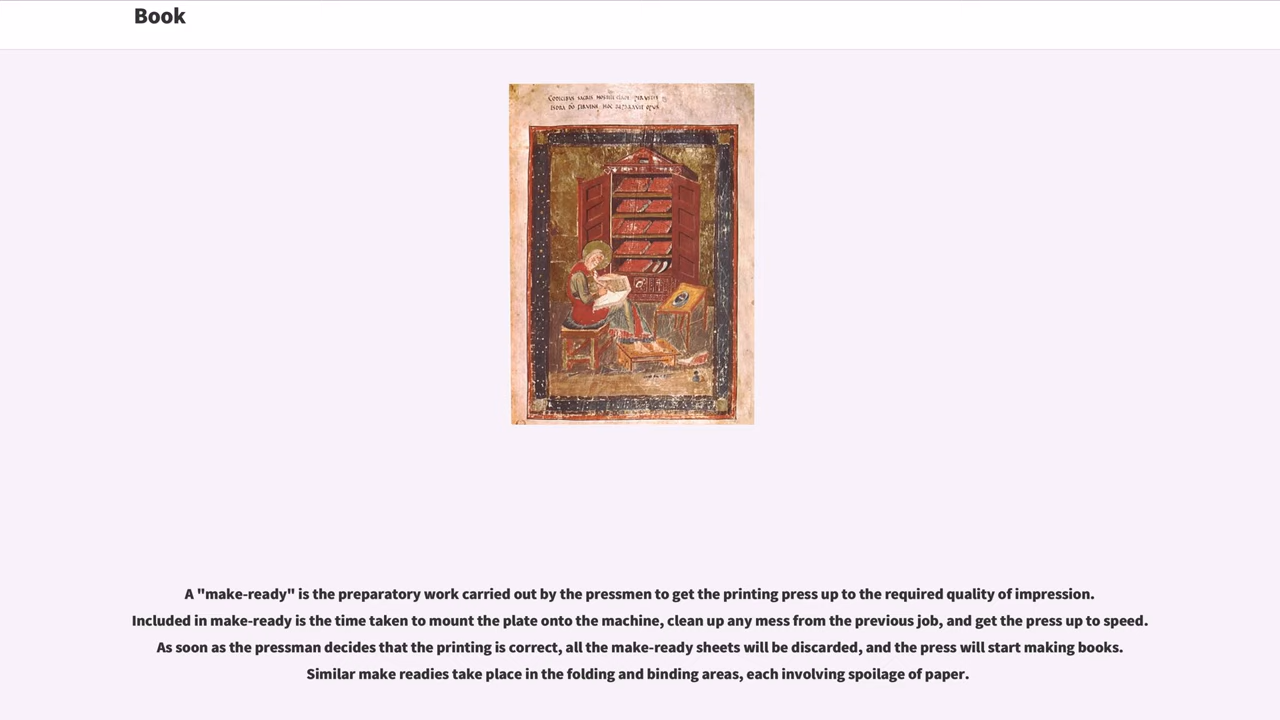 Book
A "make-ready" is the preparatory work carried out by the pressmen to get the printing press up to the required quality of impression.
Included in make-ready is the time taken to mount the plate onto the machine, clean up any mess from the previous job, and get the press up to speed.
As soon as the pressman decides that the printing is correct, all the make-ready sheets will be discarded, and the press will start making books.
Similar make readies take place in the folding and binding areas, each involving spoilage of paper.